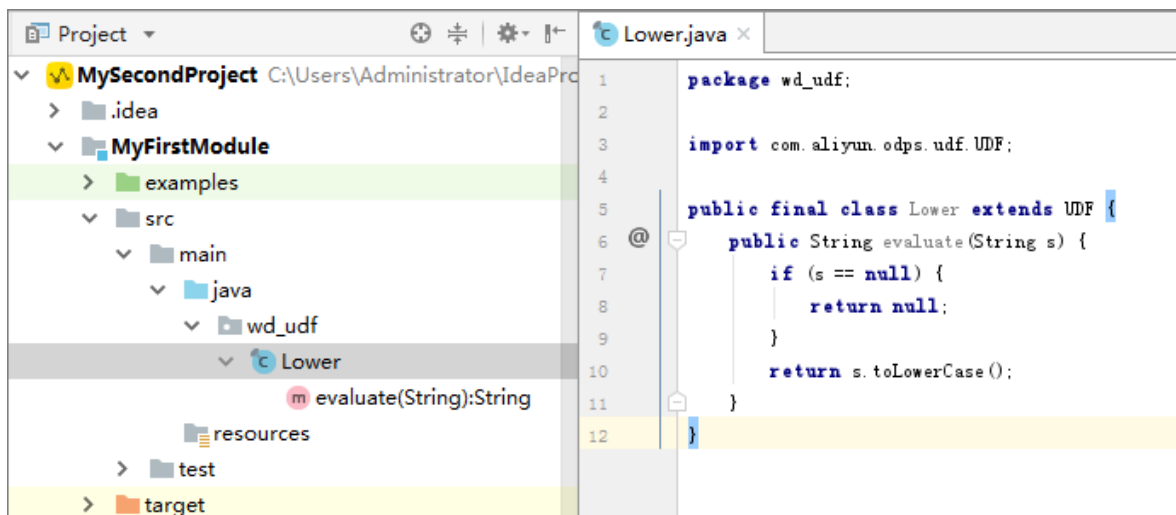 Project
MySecondProject C:\Users\Administrator\IdeaPro
.idea
MyFirstModule
examples
src
main
java
wd_udf
Lower
evaluate(String):String
resources
test
target
Lower.java
1 package wd_udf;
2
3 import com.aliyun.odps.udf.UDF;
4
5 public final class Lower extends UDF {
6 @ public String evaluate(String s) {
7 if (s == null) {
8 return null;
9 }
10 return s.toLowerCase();
11 }
12 }